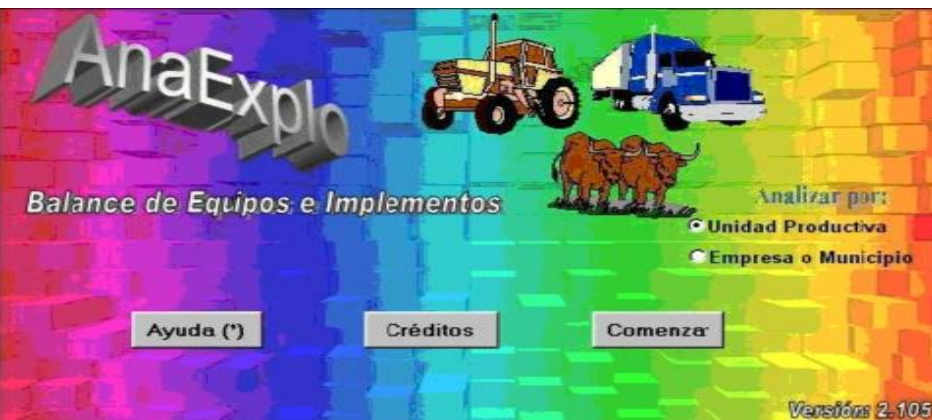 AnaExplo
Balance de Equipos e Implementos
Analizar por:
Unidad Productiva
Empresa o Municipio
Ayuda (*)
Créditos
Comenzar
Versión: 2.105